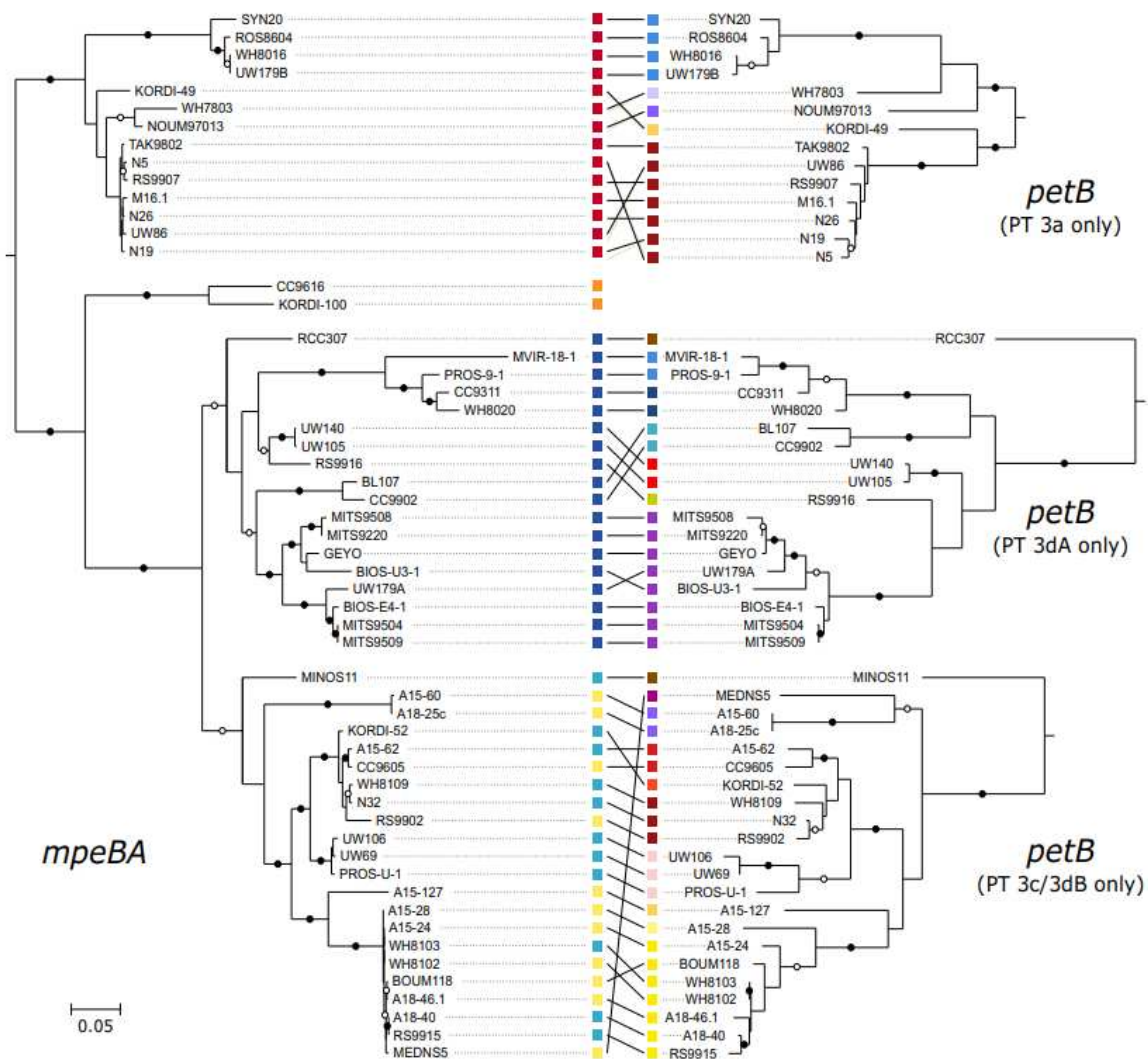 SYN20
ROS8604
WH8016
UW179B
KORDI-49
WH7803
NOUM97013
TAK9802
N5
RS9907
M16.1
N26
UW86
N19
CC9616
KORDI-100
RCC307
MVIR-18-1
PROS-9-1
CC9311
WH8020
UW140
UW105
RS9916
BL107
CC9902
MITS9508
MITS9220
GEYO
BIOS-U3-1
UW179A
BIOS-E4-1
MITS9504
MITS9509
MINOS11
A15-60
A18-25c
KORDI-52
A15-62
CC9605
WH8109
N32
RS9902
UW106
UW69
PROS-U-1
A15-127
A15-28
A15-24
WH8103
WH8102
BOUM118
A18-46.1
A18-40
RS9915
MEDNS5
mpeBA
0.05
SYN20
ROS8604
WH8016
UW179B
WH7803
NOUM97013
KORDI-49
TAK9802
UW86
RS9907
M16.1
N26
N19
N5
petB
(PT 3a only)
RCC307
MVIR-18-1
PROS-9-1
CC9311
WH8020
BL107
CC9902
UW140
UW105
RS9916
MITS9508
MITS9220
GEYO
UW179A
BIOS-U3-1
BIOS-E4-1
MITS9504
MITS9509
petB
(PT 3dA only)
MINOS11
MEDNS5
A15-60
A18-25c
A15-62
CC9605
KORDI-52
WH8109
N32
RS9902
UW106
UW69
PROS-U-1
A15-127
A15-28
A15-24
BOUM118
WH8103
WH8102
A18-46.1
A18-40
RS9915
petB
(PT 3c/3dB only)